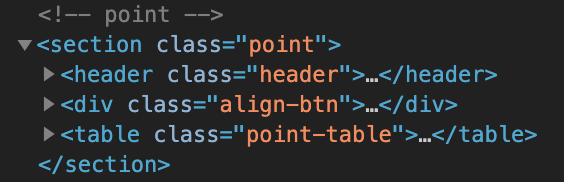 <!-- point -->
▼<section class="point">
▶<header class="header">…</header>
▶<div class="align-btn">…</div>
▶<table class="point-table">…</table>
</section>